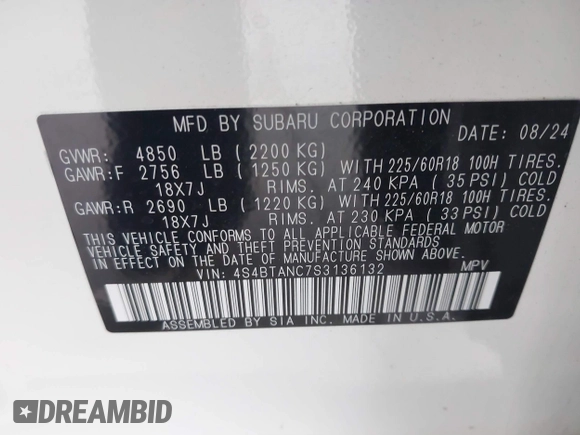 MFD BY SUBARU CORPORATION
DATE: 08/24
GVWR: 4850 LB (2200 KG)
GAWR:F 2756 LB (1250 KG) WITH 225/60R18 100H TIRES.
18X7J RIMS. AT 240 KPA (35 PSI) COLD
GAWR:R 2690 LB (1220 KG) WITH 225/60R18 100H TIRES.
18X7J RIMS. AT 230 KPA (33 PSI) COLD
THIS VEHICLE CONFORMS TO ALL APPLICABLE FEDERAL MOTOR
VEHICLE SAFETY AND THEFT PREVENTION STANDARDS IN EFFECT
ON THE DATE OF MANUFACTURE SHOWN ABOVE.
VIN: 4S4BTANC7S3136132 MPV
ASSEMBLED BY SIA INC. MADE IN U.S.A.
DREAMBID